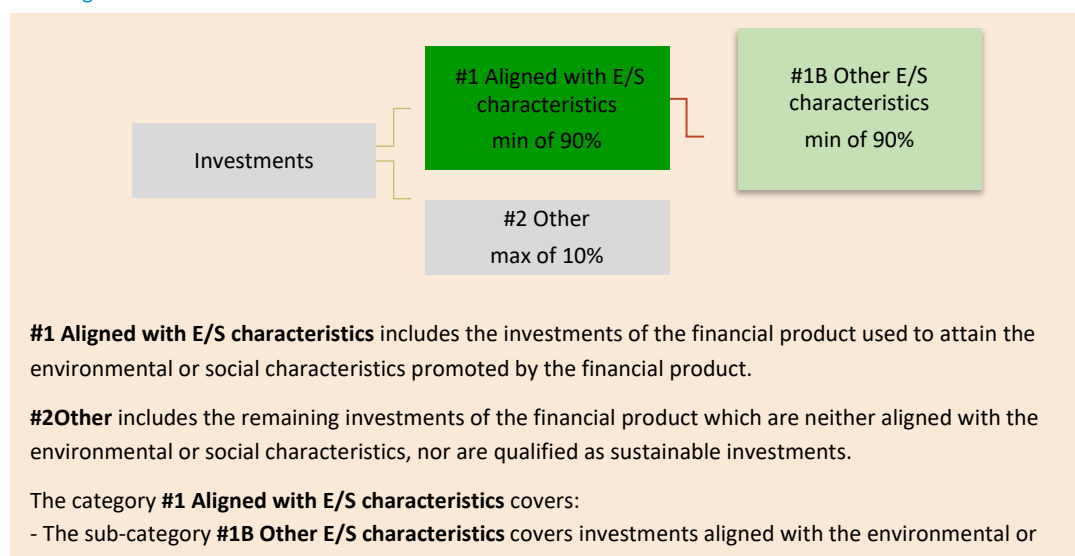 #1 Aligned with E/S
characteristics
min of 90%
#1B Other E/S
characteristics
min of 90%
Investments
#2 Other
max of 10%
#1 Aligned with E/S characteristics includes the investments of the financial product used to attain the
environmental or social characteristics promoted by the financial product.
#2Other includes the remaining investments of the financial product which are neither aligned with the
environmental or social characteristics, nor are qualified as sustainable investments.
The category #1 Aligned with E/S characteristics covers:
- The sub-category #1B Other E/S characteristics covers investments aligned with the environmental or